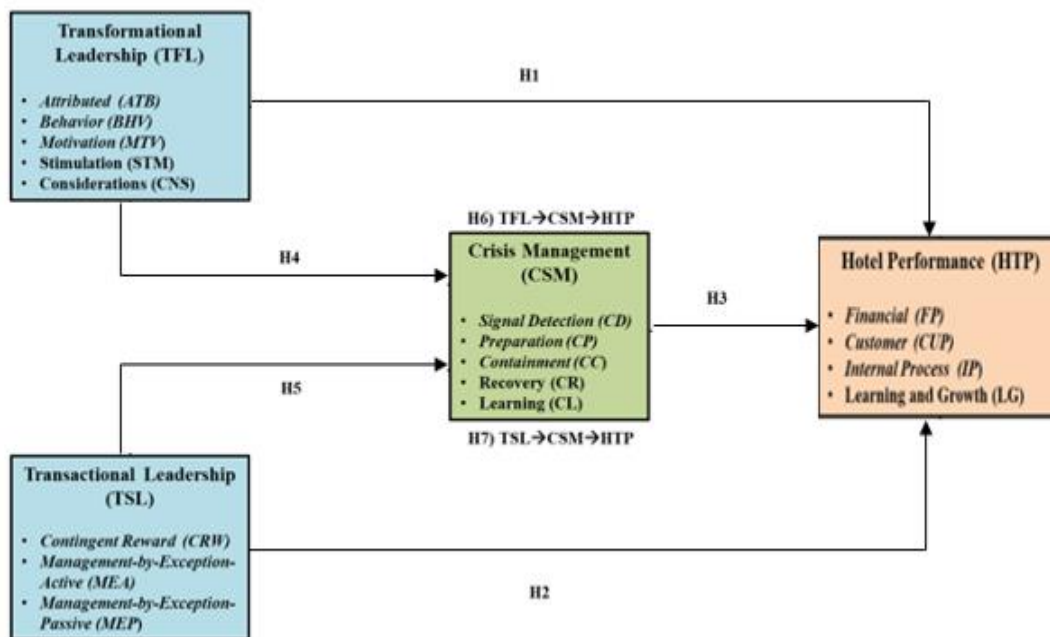 Transformational
Leadership (TFL)
• Attributed (ATB)
• Behavior (BHV)
• Motivation (MTV)
• Stimulation (STM)
• Considerations (CNS)
H1
H4
H6) TFL→CSM→HTP
Crisis Management
(CSM)
• Signal Detection (CD)
• Preparation (CP)
• Containment (CC)
• Recovery (CR)
• Learning (CL)
H7) TSL→CSM→HTP
H3
Hotel Performance (HTP)
• Financial (FP)
• Customer (CUP)
• Internal Process (IP)
• Learning and Growth (LG)
H5
Transactional Leadership
(TSL)
• Contingent Reward (CRW)
• Management-by-Exception-
Active (MEA)
• Management-by-Exception-
Passive (MEP)
H2